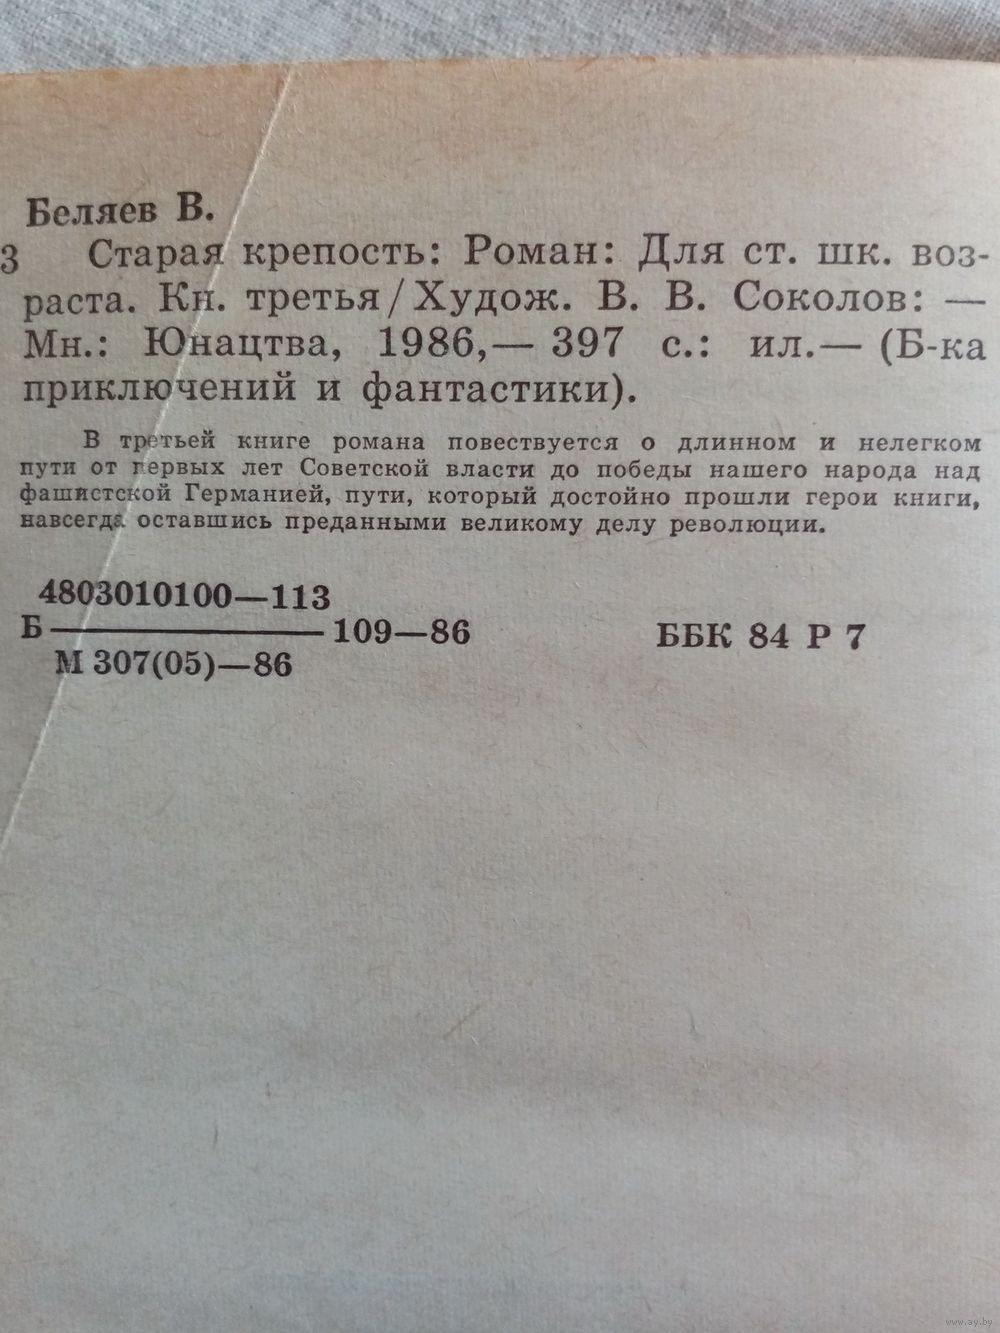 Беляев В.
3 Старая крепость: Роман: Для ст. шк. воз-
раста. Кн. третья/Худож. В. В. Соколов: —
Мн.: Юнацтва, 1986,— 397 с.: ил.— (Б-ка
приключений и фантастики).
В третьей книге романа повествуется о длинном и нелегком
пути от первых лет Советской власти до победы нашего народа над
фашистской Германией, пути, который достойно прошли герои книги,
навсегда оставшись преданными великому делу революции.
4803010100—113
Б — 109—86
М 307(05)—86
ББК 84 Р 7
www.ay.by